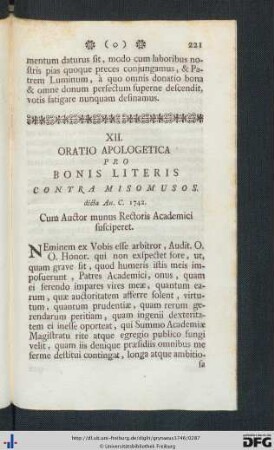 ❊ ( o ) ❊ 221
mentum daturus sit, modo cum laboribus no-
stris pias quoque preces conjungamus, & Pa-
trem Luminum, à quo omnis donatio bona
& omne donum perfectum superne descendit,
votis fatigare nunquam desinamus.
XII.
ORATIO APOLOGETICA
PRO
BONIS LITERIS
CONTRA MISOMUSOS.
dicta An. C. 1742.
Cum Auctor munus Rectoris Academici
susciperet.
NEminem ex Vobis esse arbitror, Audit. O.
O. Honor. qui non exspectet fore, ut,
quam grave sit, quod humeris istis meis im-
posuerunt, Patres Academici, onus, quam
ei ferendo impares vires meæ, quantum ea-
rum, quæ auctoritatem afferre solent, virtu-
tum, quantum prudentiæ, quam rerum ge-
rendarum peritiam, quam ingenii dexterita-
tem ei inesse oporteat, qui Summo Academiæ
Magistratu rite atque egregio publico fungi
velit, quam iis denique præsidiis omnibus me
ferme destitui contingat, longa atque ambitio-
sa
http://dl.ub.uni-freiburg.de/diglit/grynaeus1746/0287
© Universitätsbibliothek Freiburg
gefördert durch
DFG